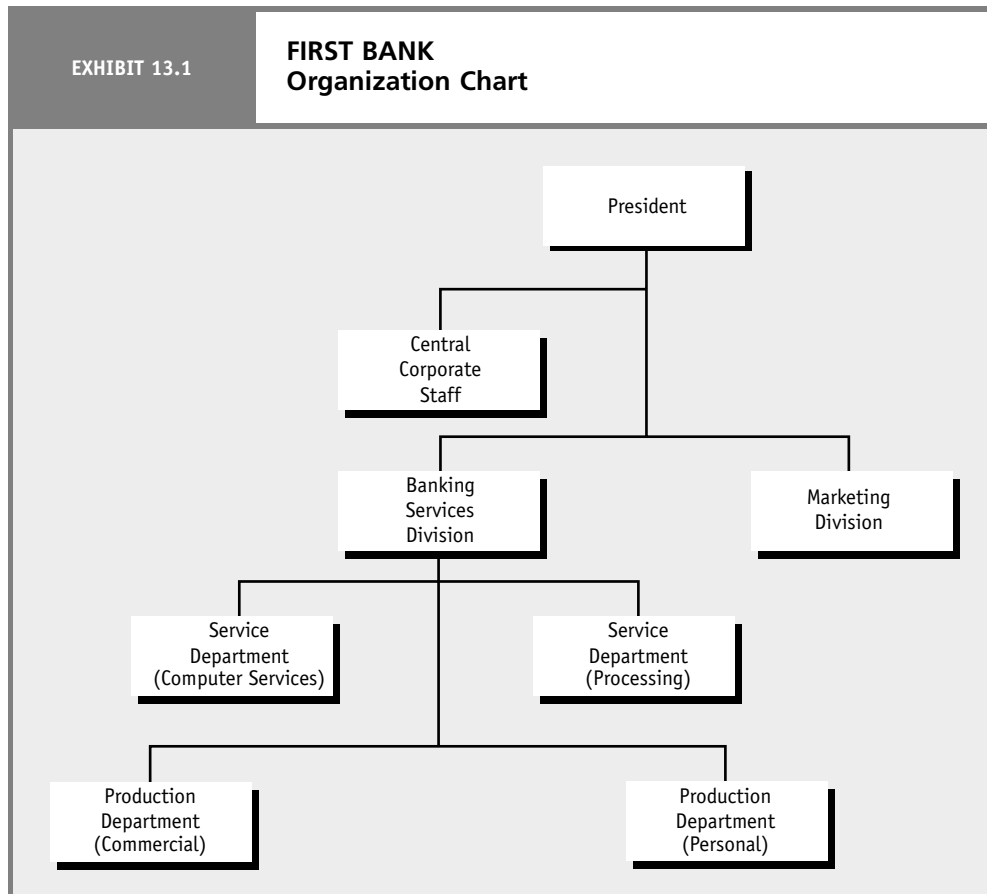 EXHIBIT 13.1
FIRST BANK
Organization Chart
President
Central
Corporate
Staff
Banking
Services
Division
Marketing
Division
Service
Department
(Computer Services)
Service
Department
(Processing)
Production
Department
(Commercial)
Production
Department
(Personal)